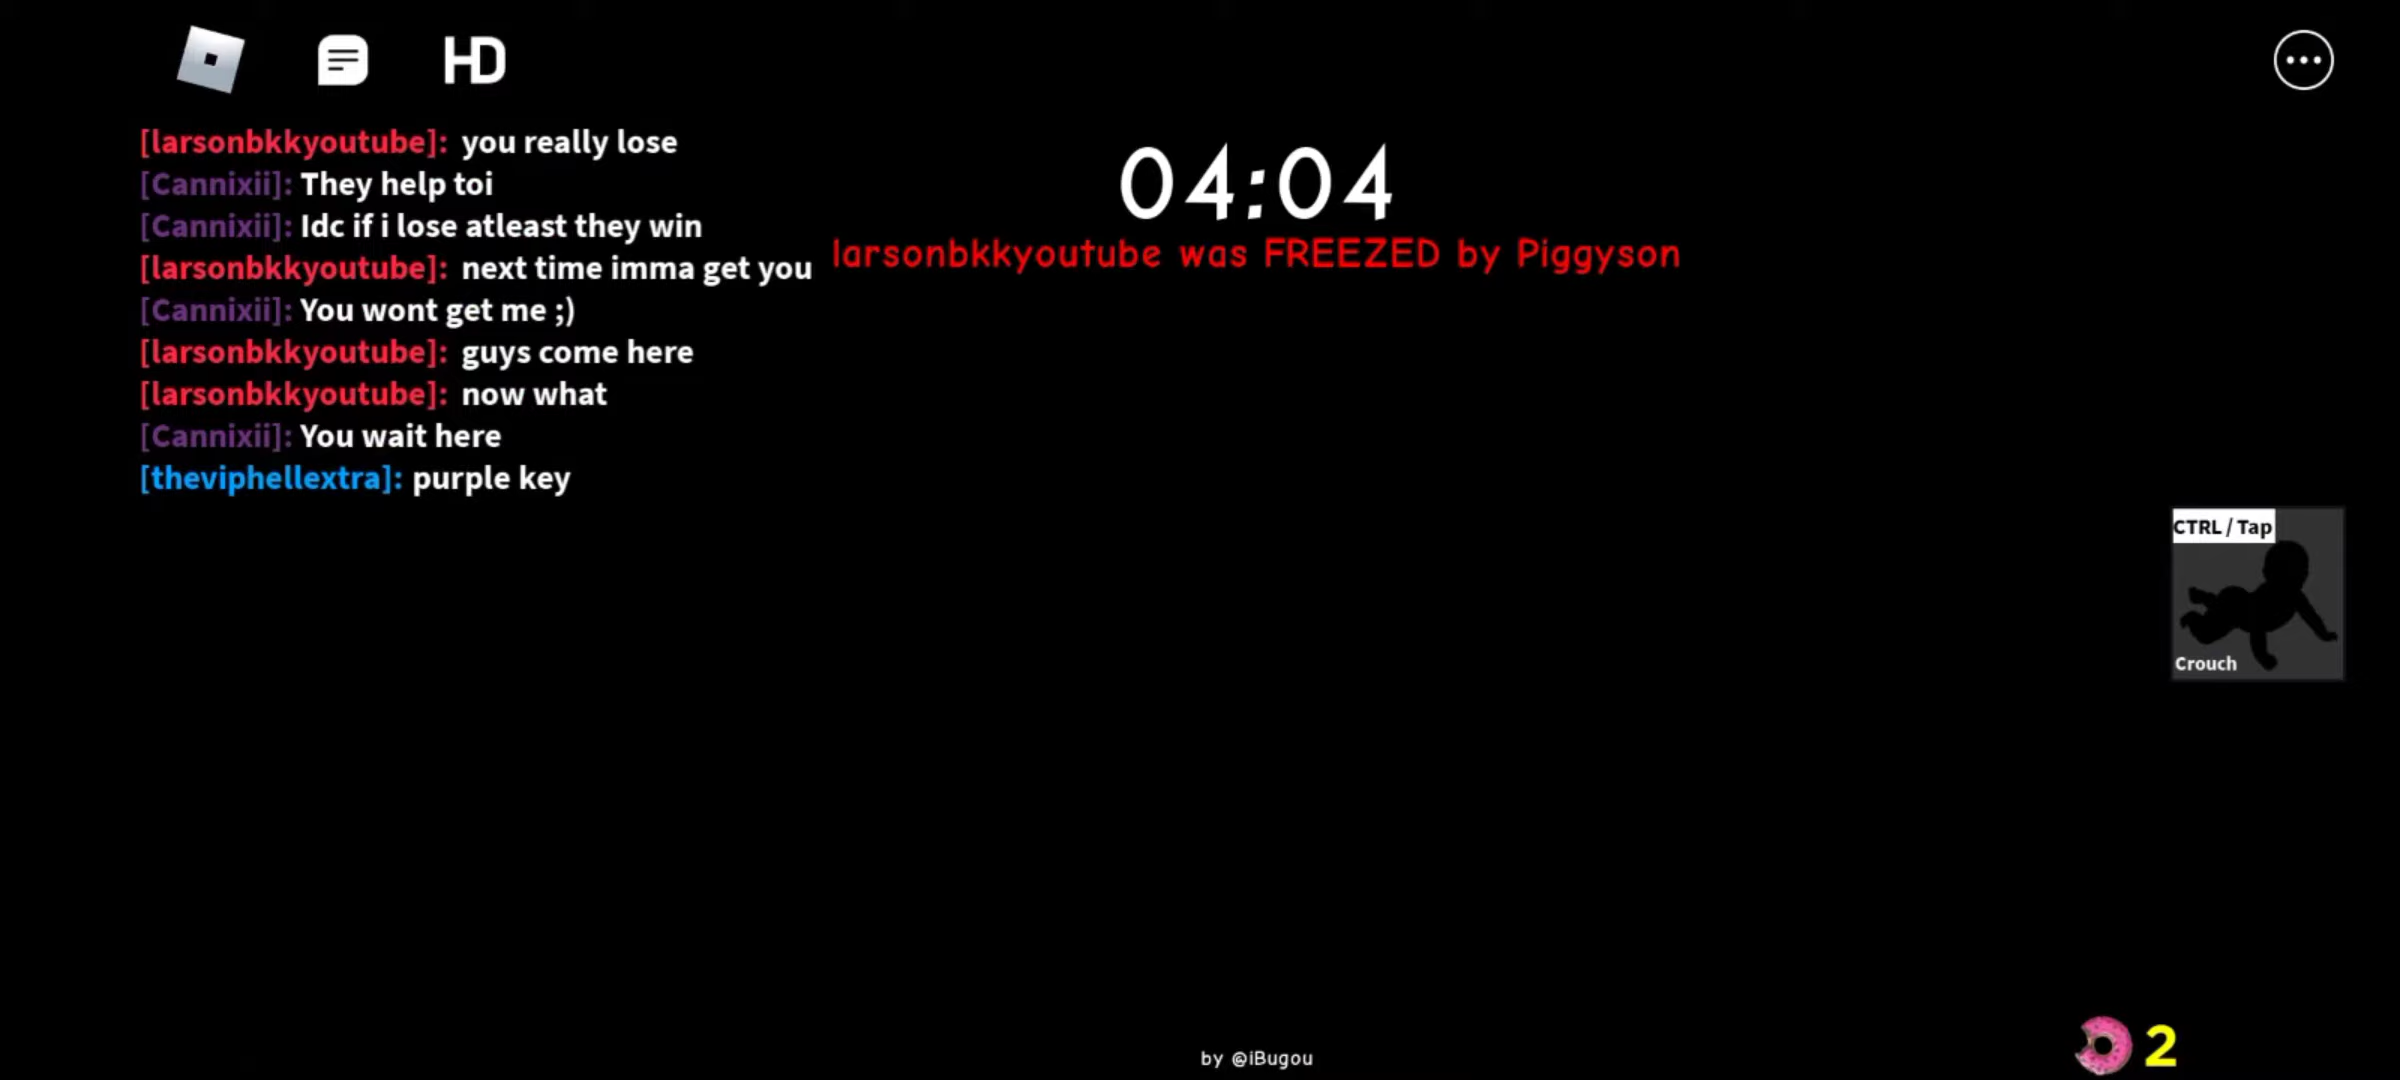 HD
[larsonbkkyoutube]: you really lose
[Cannixii]: They help toi
[Cannixii]: Idc if i lose atleast they win
[larsonbkkyoutube]: next time imma get you
[Cannixii]: You wont get me ;)
[larsonbkkyoutube]: guys come here
[larsonbkkyoutube]: now what
[Cannixii]: You wait here
[theviphellextra]: purple key
04:04
larsonbkkyoutube was FREEZED by Piggyson
CTRL / Tap
Crouch
by @iBugou
2